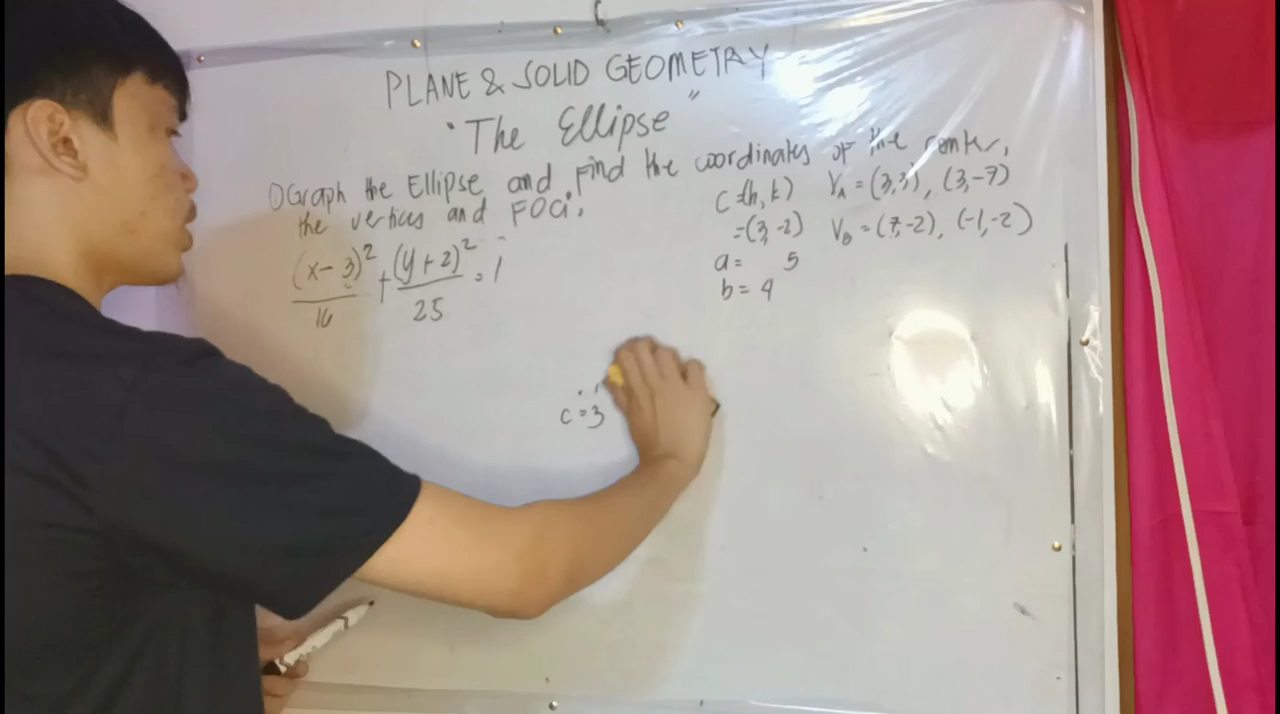 PLANE & SOLID GEOMETRY
"The Ellipse"
1) Graph the Ellipse and Find the coordinates of the center,
the vertices and FOCi.
(x-3)²/16 + (y+2)²/25 = 1
C=(h, k)
=(3, -2)
a= 5
b= 4
V_A = (3,3), (3,-7)
V_B = (7,-2), (-1,-2)
c=3